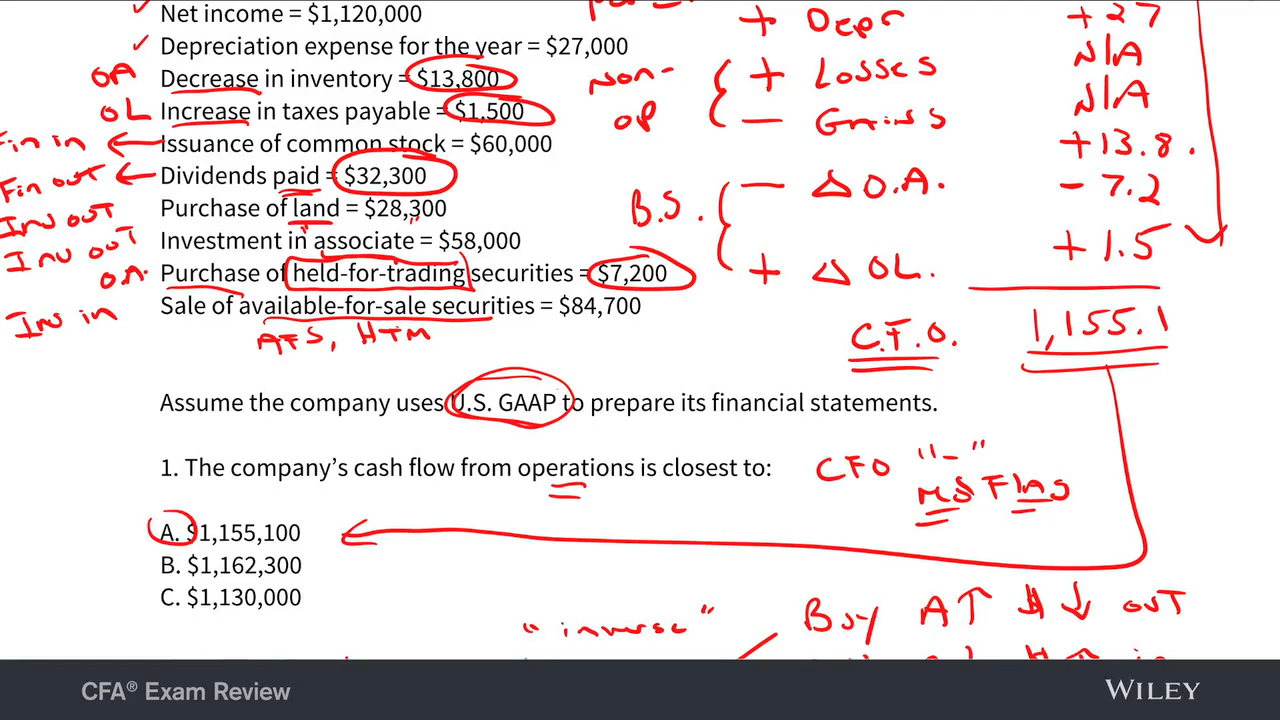 Net income = $1,120,000
+ Depr +27
✓ Depreciation expense for the year = $27,000
N/A
OA Decrease in inventory = $13,800
Non-OP + Losses N/A
OL Increase in taxes payable = $1,500
− Gains
Fin in ← Issuance of common stock = $60,000
+13.8
Fin out ← Dividends paid = $32,300
B.S. − Δ O.A. −7.2
Inv out Purchase of land = $28,300
Inv out Investment in "associate" = $58,000
+1.5
O.A. Purchase of held-for-trading securities = $7,200
+ Δ OL.
Inv in Sale of available-for-sale securities = $84,700
AFS, HTM
C.F.O. 1,155.1
Assume the company uses U.S. GAAP to prepare its financial statements.
1. The company's cash flow from operations is closest to:
CFO "-"
Flag
A. $1,155,100
B. $1,162,300
C. $1,130,000
"inverse" Buy A↑ $↓ out
CFA® Exam Review
WILEY